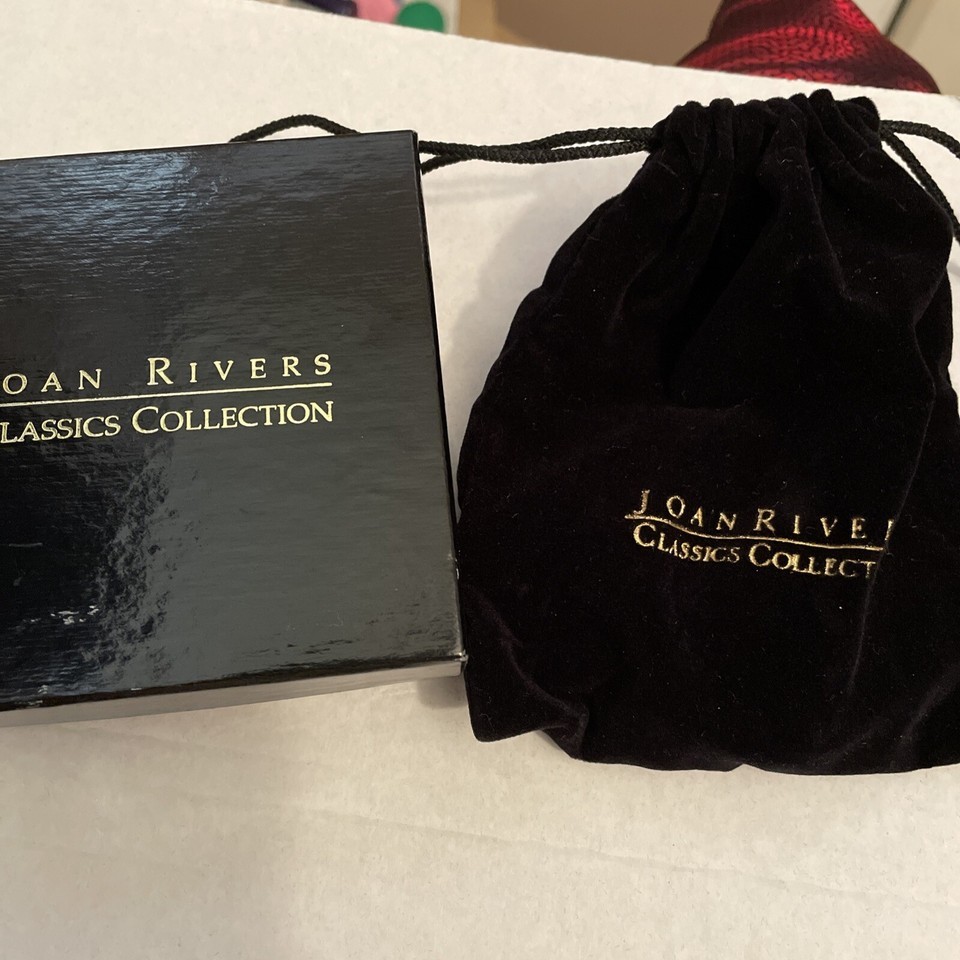 OAN RIVERS
LASSICS COLLECTION
JOAN RIVE
CLASSICS COLLECT